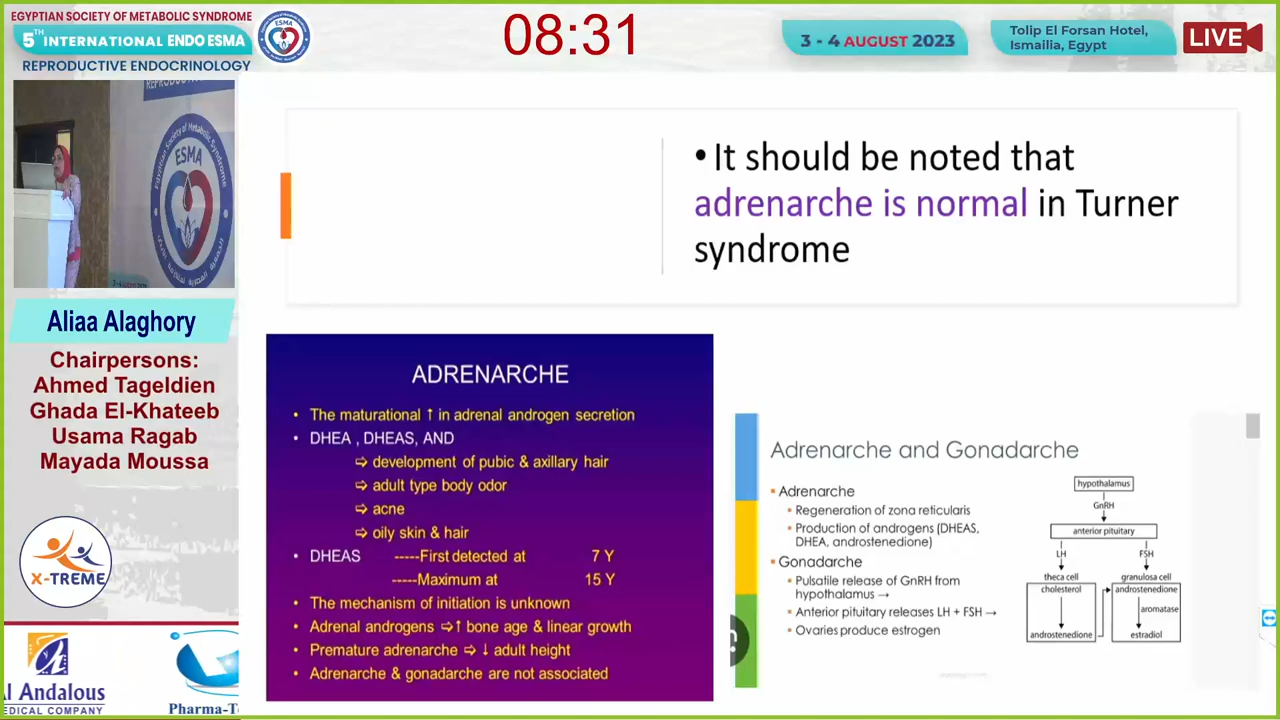 EGYPTIAN SOCIETY OF METABOLIC SYNDROME
5TH INTERNATIONAL ENDO ESMA
REPRODUCTIVE ENDOCRINOLOGY
08:31
3 - 4 AUGUST 2023
Tolip El Forsan Hotel,
Ismailia, Egypt
LIVE
ESMA
Egyptian Society of Metabolic Syndrome
Aliaa Alaghory
Chairpersons:
Ahmed Tageldien
Ghada El-Khateeb
Usama Ragab
Mayada Moussa
X-TREME
Al Andalous
MEDICAL COMPANY
Pharma-T
• It should be noted that
adrenarche is normal in Turner
syndrome
ADRENARCHE
• The maturational ↑ in adrenal androgen secretion
• DHEA , DHEAS, AND
⇨ development of pubic & axillary hair
⇨ adult type body odor
⇨ acne
⇨ oily skin & hair
• DHEAS -----First detected at 7 Y
-----Maximum at 15 Y
• The mechanism of initiation is unknown
• Adrenal androgens ⇨↑ bone age & linear growth
• Premature adrenarche ⇨ ↓ adult height
• Adrenarche & gonadarche are not associated
Adrenarche and Gonadarche
▪ Adrenarche
▪ Regeneration of zona reticularis
▪ Production of androgens (DHEAS,
DHEA, androstenedione)
▪ Gonadarche
▪ Pulsatile release of GnRH from
hypothalamus →
▪ Anterior pituitary releases LH + FSH →
▪ Ovaries produce estrogen
hypothalamus
GnRH
anterior pituitary
LH FSH
theca cell granulosa cell
cholesterol androstenedione
aromatase
androstenedione estradiol